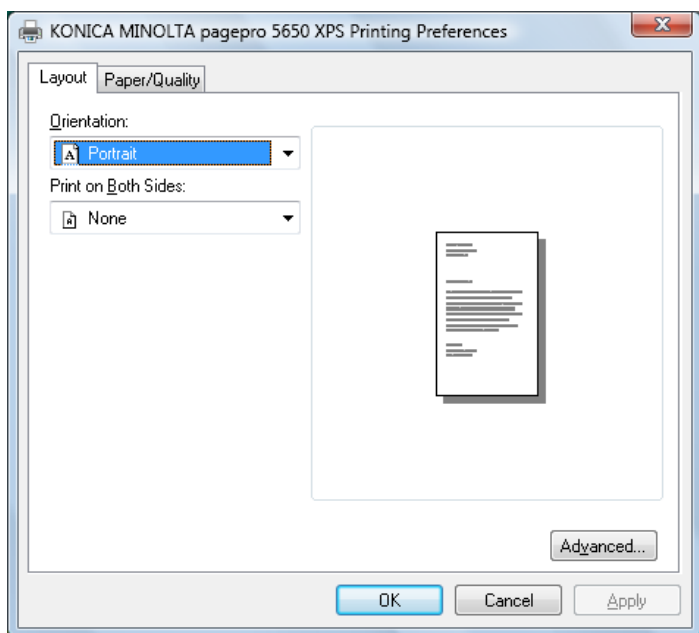 KONICA MINOLTA pagepro 5650 XPS Printing Preferences
Layout Paper/Quality
Orientation:
Portrait
Print on Both Sides:
None
Advanced...
OK Cancel Apply